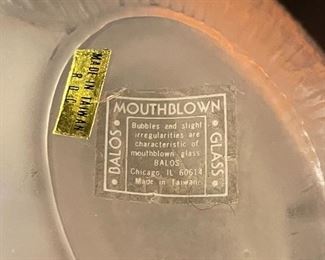 MADE IN TAIWAN
R.O.C.
MOUTHBLOWN
BALOS
GLASS
Bubbles and slight
irregularities are
characteristic of
mouthblown glass
BALOS
Chicago, IL 60614
Made in Taiwan